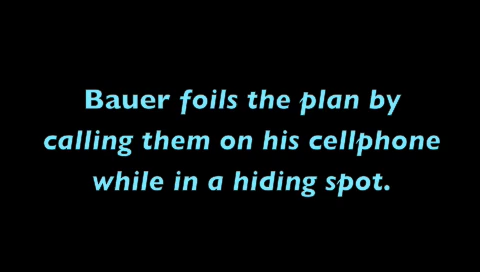 Bauer foils the plan by
calling them on his cellphone
while in a hiding spot.